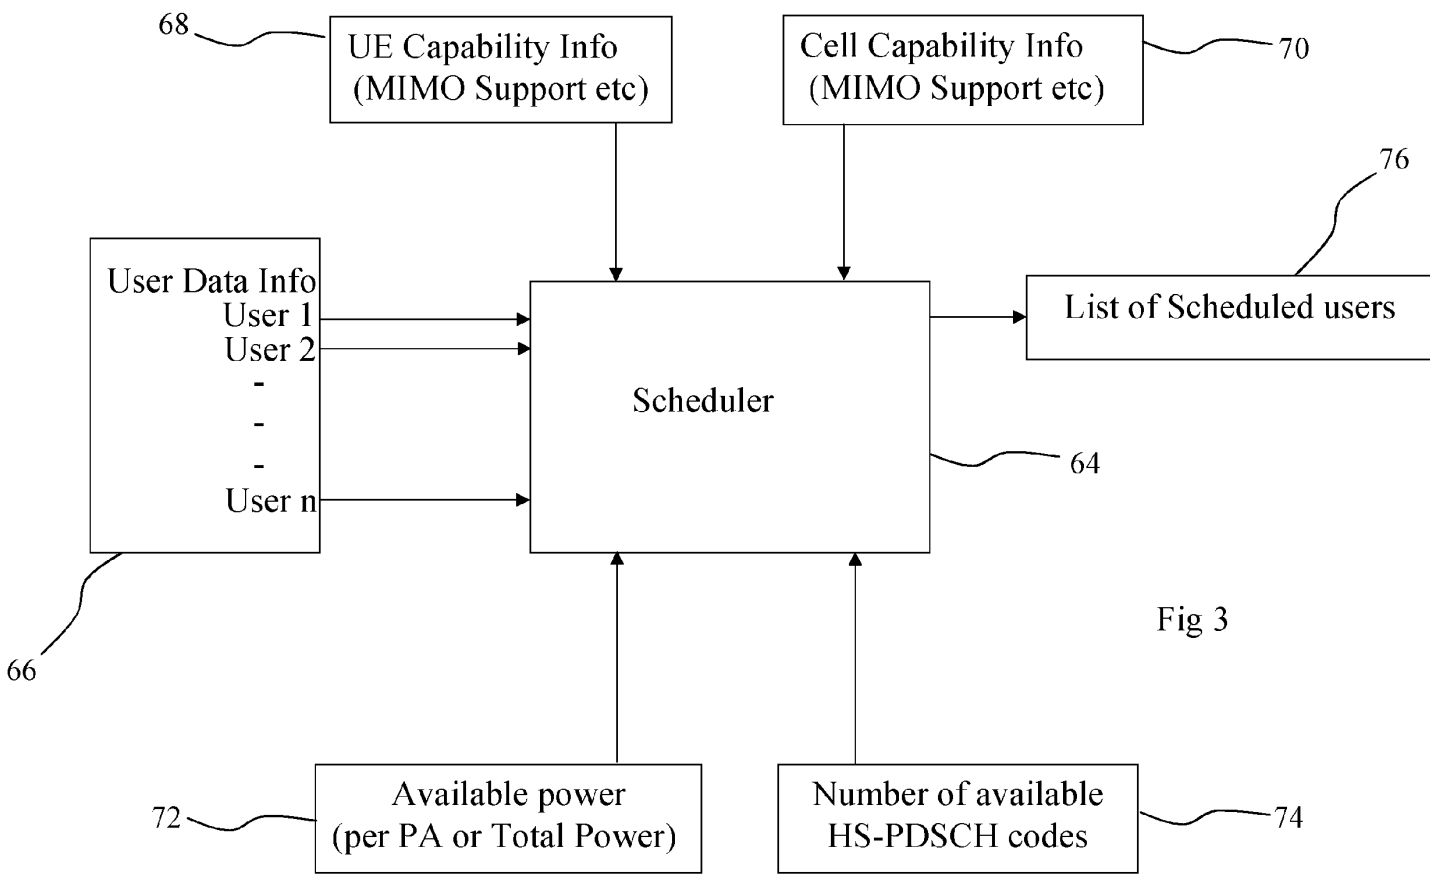 68
UE Capability Info
(MIMO Support etc)
Cell Capability Info
(MIMO Support etc)
70
76
User Data Info
User 1
User 2
-
-
-
User n
List of Scheduled users
Scheduler
64
66
Fig 3
72
Available power
(per PA or Total Power)
Number of available
HS-PDSCH codes
74